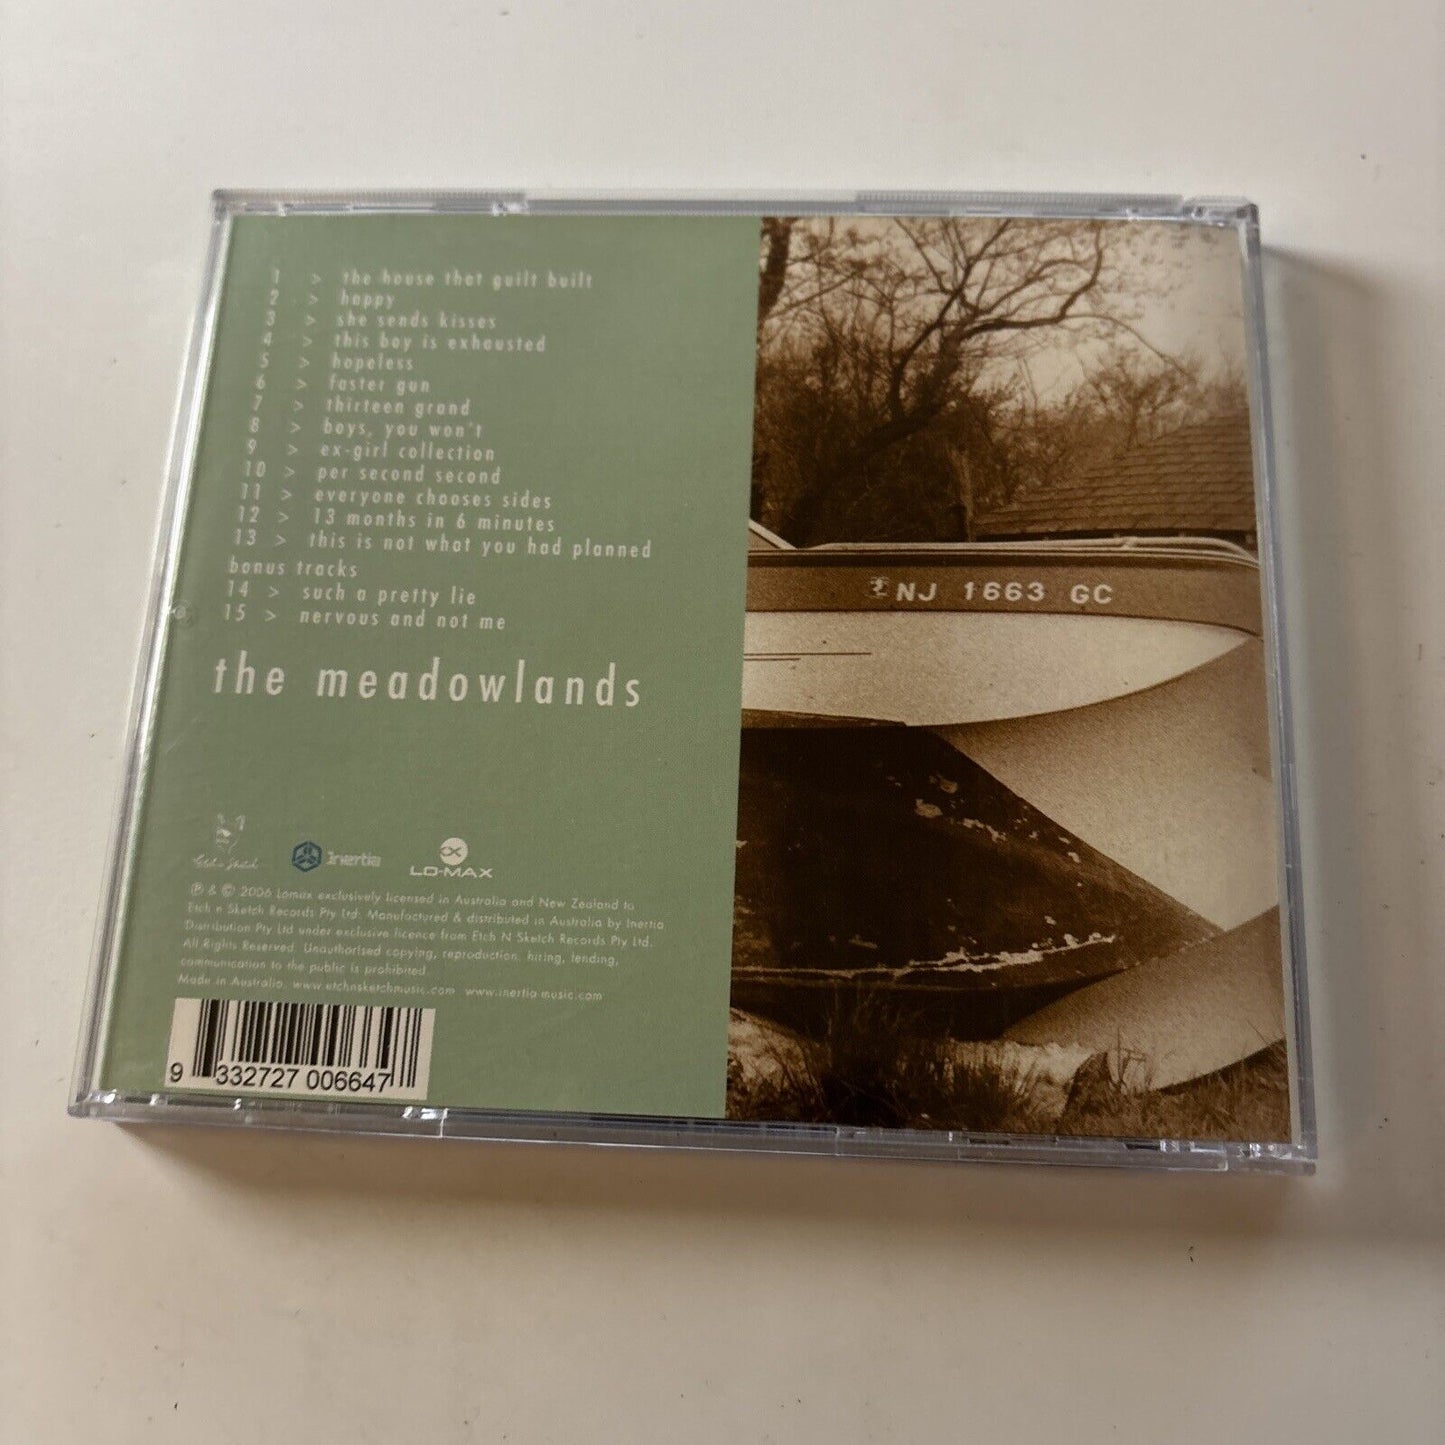 1 > the house that guilt built
2 > happy
3 > she sends kisses
4 > this boy is exhausted
5 > hopeless
6 > faster gun
7 > thirteen grand
8 > boys, you won't
9 > ex-girl collection
10 > per second second
11 > everyone chooses sides
12 > 13 months in 6 minutes
13 > this is not what you had planned
bonus tracks
14 > such a pretty lie
15 > nervous and not me
the meadowlands
NJ 1663 GC
Etch n Sketch
Inertia
LO-MAX
℗ & © 2006 Lomax exclusively licensed in Australia and New Zealand to
Etch n Sketch Records Pty Ltd. Manufactured & distributed in Australia by Inertia
Distribution Pty Ltd under exclusive licence from Etch N Sketch Records Pty Ltd.
All Rights Reserved. Unauthorised copying, reproduction, hiring, lending,
communication to the public is prohibited
Made in Australia. www.etchnsketchmusic.com www.inertia-music.com
9 332727 006647